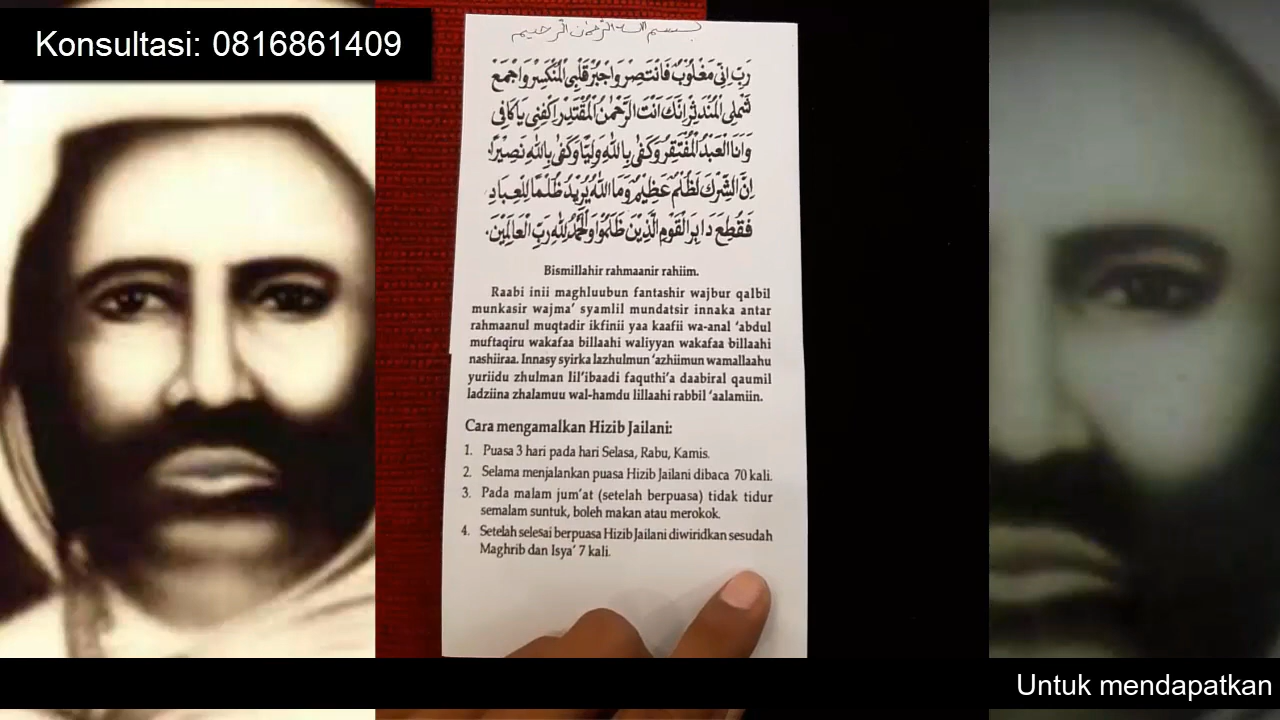 Konsultasi: 0816861409
بسم الله الرحمن الرحيم
رَبِّ اِنِّى مَغْلُوْبٌ فَانْتَصِرْ وَاجْبُرْ قَلْبِى الْمُنْكَسِرْ وَاجْمَعْ
شَمْلِى الْمُنْدَثِرْ اِنَّكَ اَنْتَ الرَّحْمٰنُ الْمُقْتَدِرْ اِكْفِنِى يَاكَافِى
وَاَنَا الْعَبْدُ الْمُفْتَقِرُ وَكَفٰى بِاللّٰهِ وَلِيًّا وَكَفٰى بِاللّٰهِ نَصِيْرًا،
اِنَّ الشِّرْكَ لَظُلْمٌ عَظِيْمٌ وَمَا اللّٰهُ يُرِيْدُ ظُلْمًا لِلْعِبَادِ
فَقُطِعَ دَابِرَ الْقَوْمِ الَّذِيْنَ ظَلَمُوْا وَالْحَمْدُ لِلّٰهِ رَبِّ الْعَالَمِيْنَ.
Bismillahir rahmaanir rahiim.
Raabi inii maghluubun fantashir wajbur qalbil
munkasir wajma' syamlil mundatsir innaka antar
rahmaanul muqtadir ikfinii yaa kaafii wa-anal 'abdul
muftaqiru wakafaa billaahi waliyyan wakafaa billaahi
nashiiraa. Innasy syirka lazhulmun 'azhiimun wamallaahu
yuriidu zhulman lil'ibaadi faquthi'a daabiral qaumil
ladziina zhalamuu wal-hamdu lillaahi rabbil 'aalamiin.
Cara mengamalkan Hizib Jailani:
1. Puasa 3 hari pada hari Selasa, Rabu, Kamis.
2. Selama menjalankan puasa Hizib Jailani dibaca 70 kali.
3. Pada malam jum'at (setelah berpuasa) tidak tidur
semalam suntuk, boleh makan atau merokok.
4. Setelah selesai berpuasa Hizib Jailani diwiridkan sesudah
Maghrib dan Isya' 7 kali.
Untuk mendapatkan